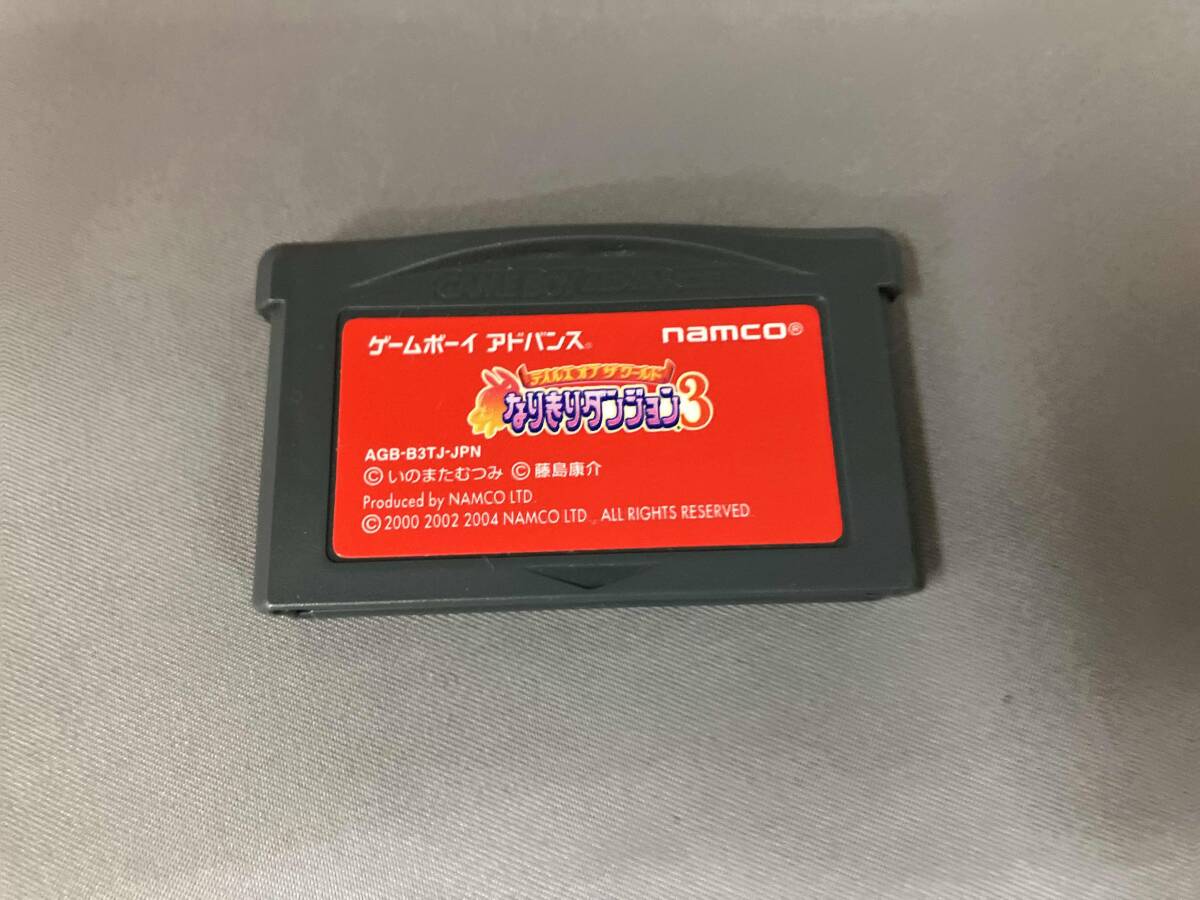 GAME BOY ADVANCE
ゲームボーイ アドバンス® namco®
テイルズ オブ ザ ワールド
なりきりダンジョン3
AGB-B3TJ-JPN
©いのまたむつみ ©藤島康介
Produced by NAMCO LTD.
©2000 2002 2004 NAMCO LTD., ALL RIGHTS RESERVED.